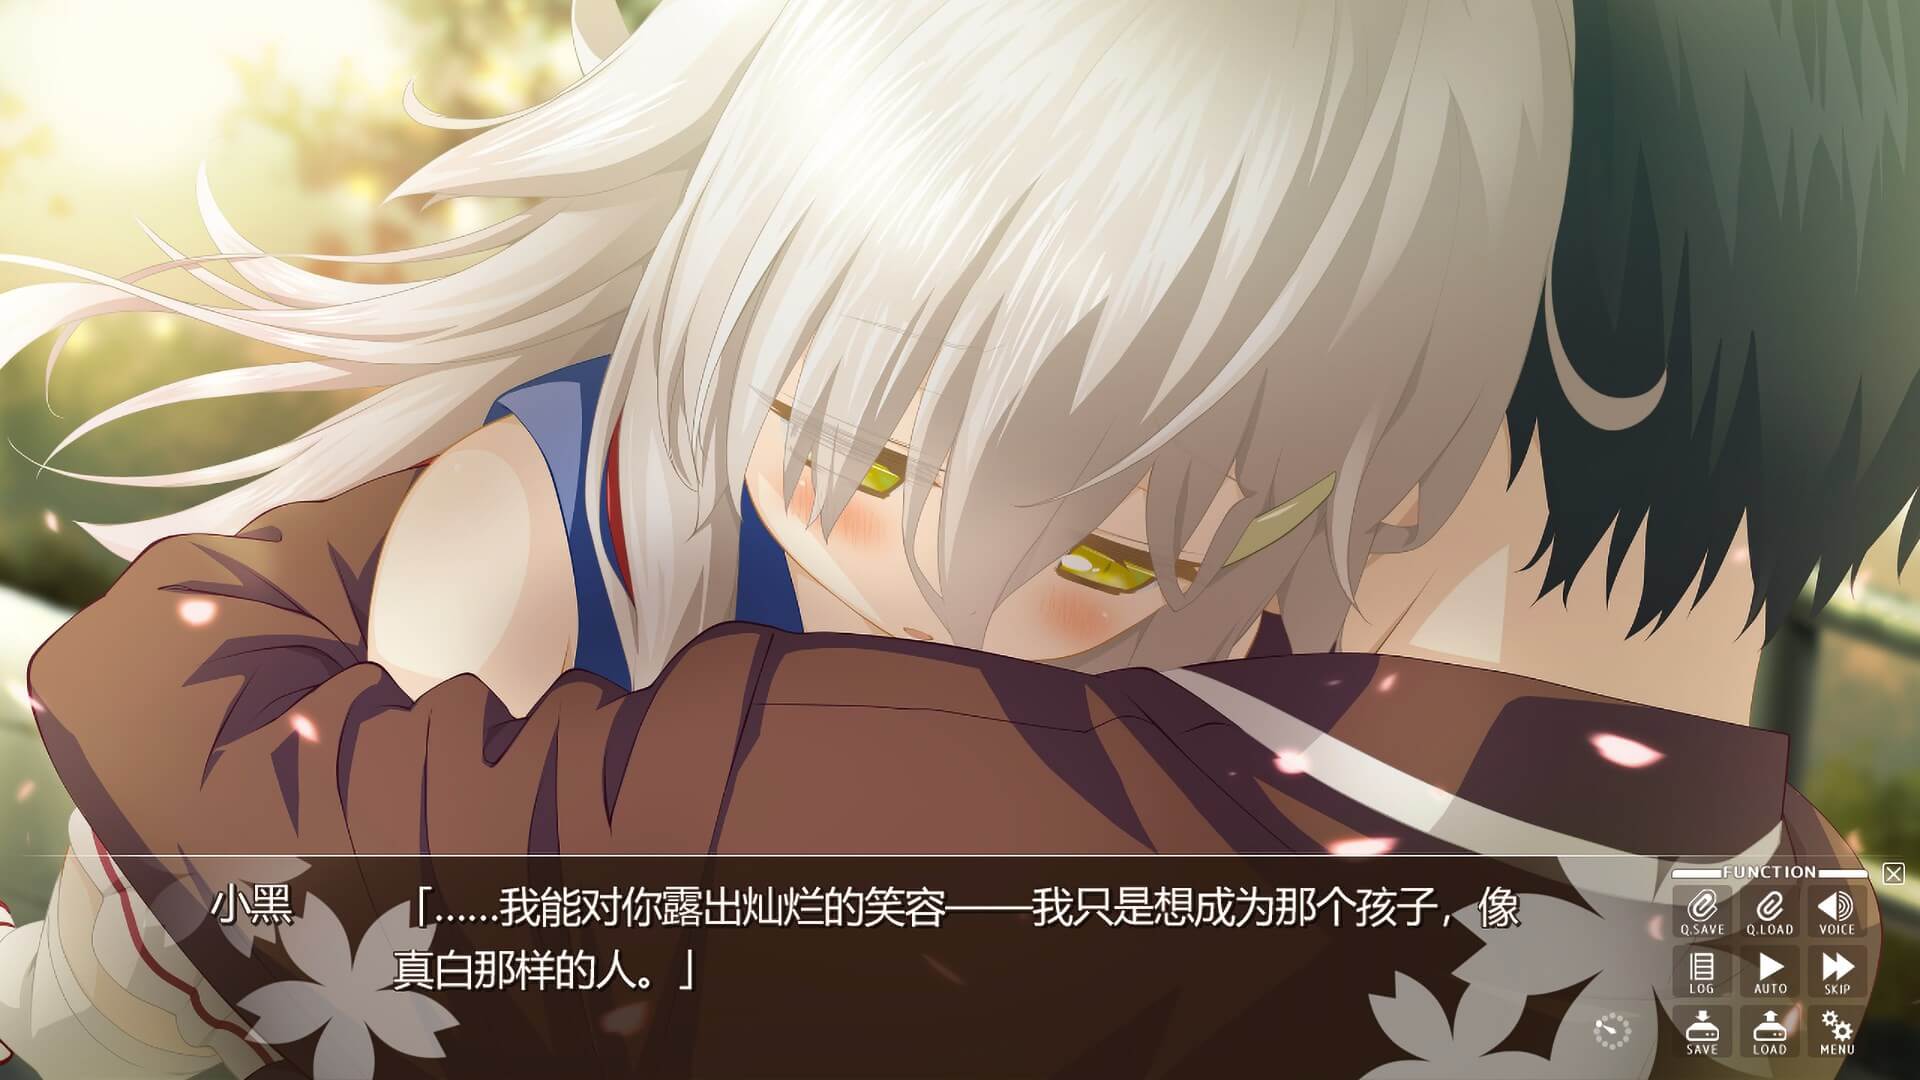 小黑
「……我能对你露出灿烂的笑容——我只是想成为那个孩子，像
真白那样的人。」
FUNCTION
Q.SAVE
Q.LOAD
VOICE
LOG
AUTO
SKIP
SAVE
LOAD
MENU